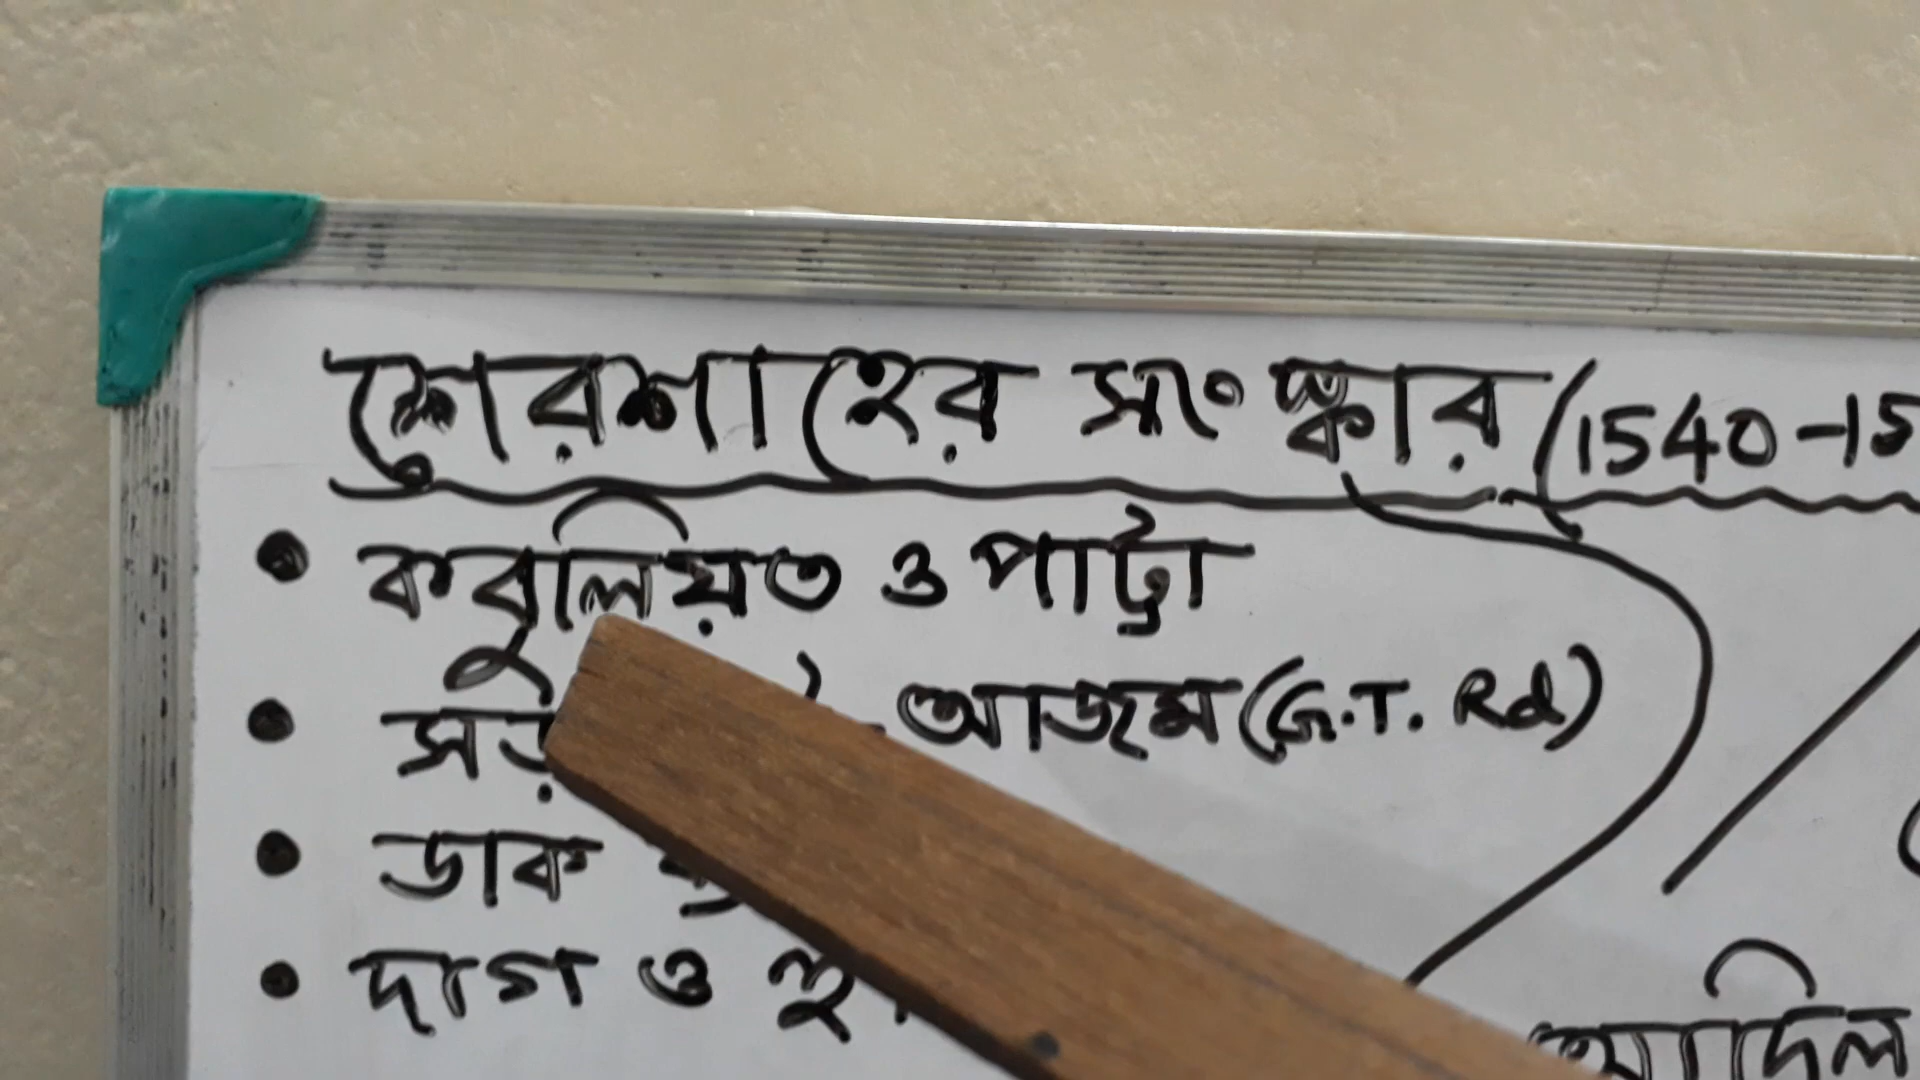 শেরশাহের সংস্কার (1540-15
• কবুলিয়ত ও পাট্টা
• আজম (G.T. Rd)
• ডাক
• দাগ ও
আদিল